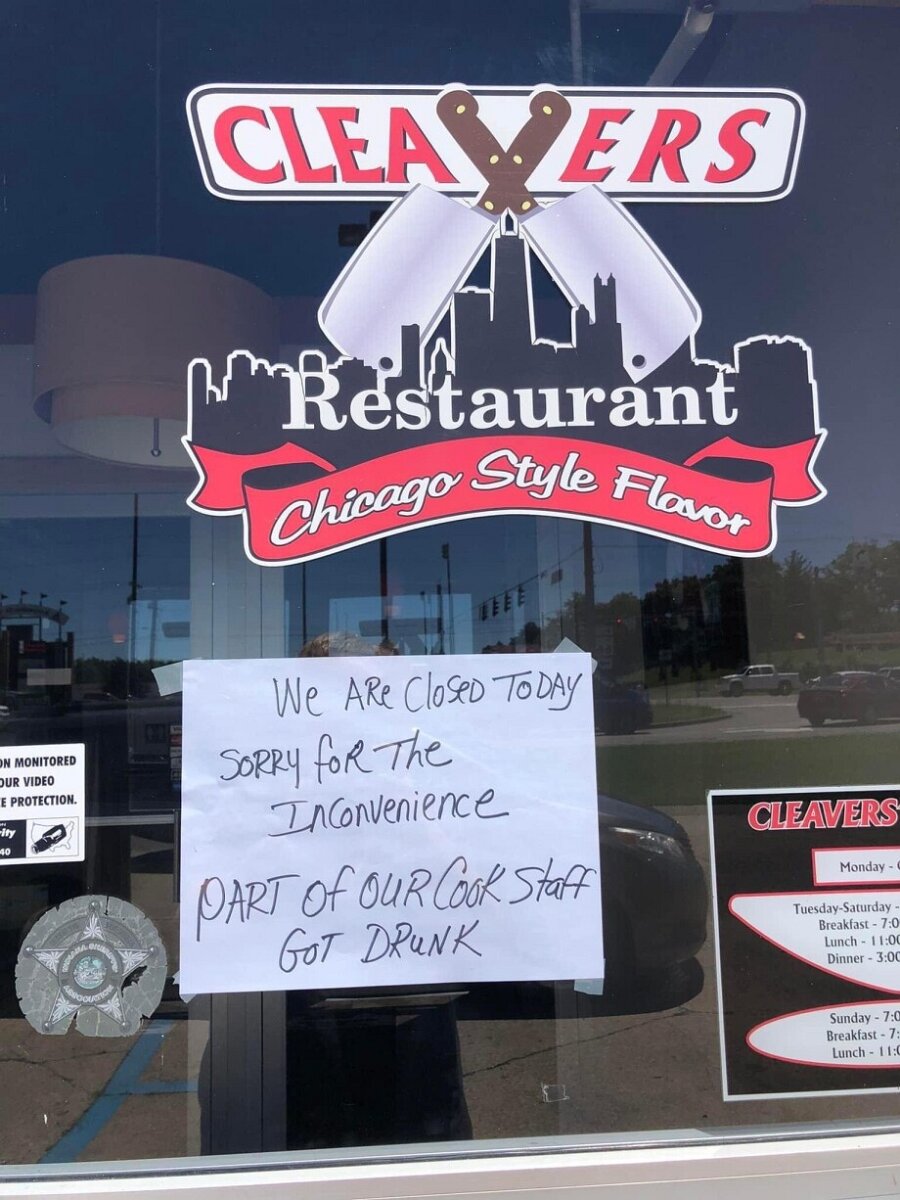 CLEAVERS
Restaurant
Chicago Style Flavor
We ARe Closed TODAY
SORRY foR The
Inconvenience
PART of OUR Cook Staff
GoT DRUNK
ON MONITORED
OUR VIDEO
E PROTECTION.
rity
40
CLEAVERS
Monday -
Tuesday-Saturday -
Breakfast - 7:0
Lunch - 11:00
Dinner - 3:00
Sunday - 7:0
Breakfast - 7:
Lunch - 11:0